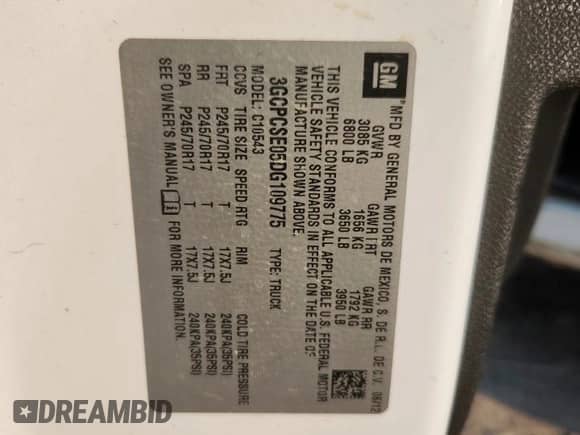 GM
MFD BY GENERAL MOTORS DE MEXICO, S. DE R.L. DE C.V. 06/12
GVWR GAWR FRT GAWR RR
3085 KG 1656 KG 1792 KG
6800 LB 3650 LB 3950 LB
THIS VEHICLE CONFORMS TO ALL APPLICABLE U.S. FEDERAL MOTOR
VEHICLE SAFETY STANDARDS IN EFFECT ON THE DATE OF
MANUFACTURE SHOWN ABOVE.
3GCPCSE05DG109775 TYPE: TRUCK
MODEL: C10543
CCVS TIRE SIZE SPEED RTG RIM COLD TIRE PRESSURE
FRT P245/70R17 T 17X7.5J 240KPA(35PSI)
RR P245/70R17 T 17X7.5J 240KPA(35PSI)
SPA P245/70R17 T 17X7.5J 240KPA(35PSI)
SEE OWNER'S MANUAL FOR MORE INFORMATION.
DREAMBID